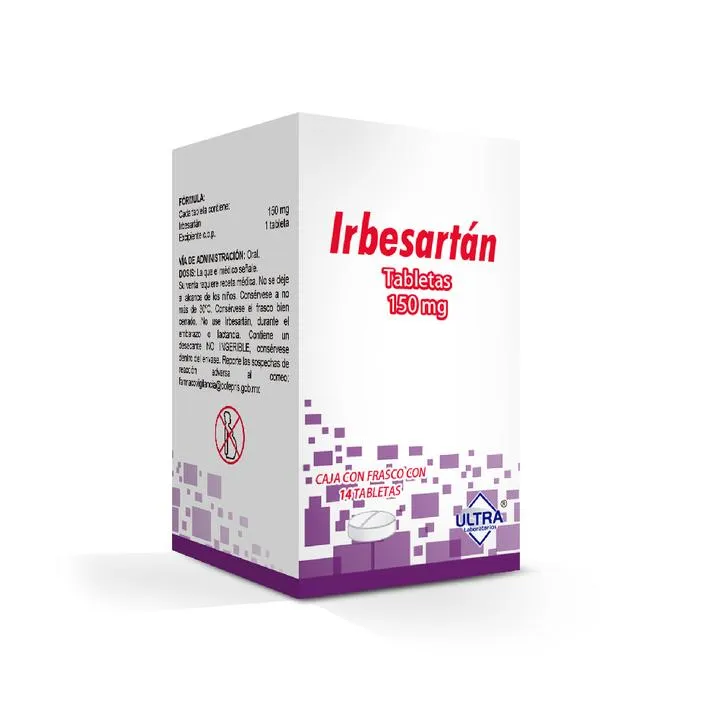 FÓRMULA:
Cada tableta contiene:
Irbesartán 150 mg
Excipiente c.b.p. 1 tableta
VÍA DE ADMINISTRACIÓN: Oral.
DOSIS: La que el médico señale.
Su venta requiere receta médica. No se deje
a alcance de los niños. Consérvese a no
más de 30°C. Consérvese el frasco bien
cerrado. No use Irbesartán, durante el
embarazo o lactancia. Contiene un
desecante NO INGERIBLE, consérvese
dentro del envase. Reporte las sospechas de
reacción adversa al correo:
farmacovigilancia@cofepris.gob.mx
Irbesartán
Tabletas
150 mg
CAJA CON FRASCO CON
14 TABLETAS
ULTRA®
Laboratorios